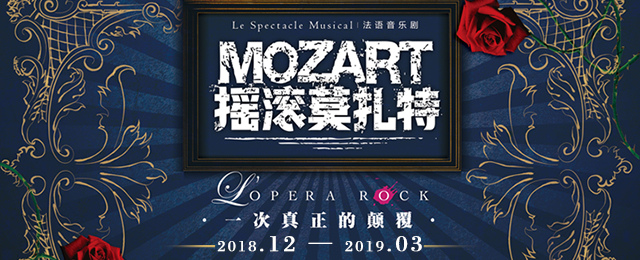 Le Spectacle Musical | 法语音乐剧
MOZART
摇滚莫扎特
L'OPERA ROCK
·一次真正的颠覆·
2018.12 — 2019.03